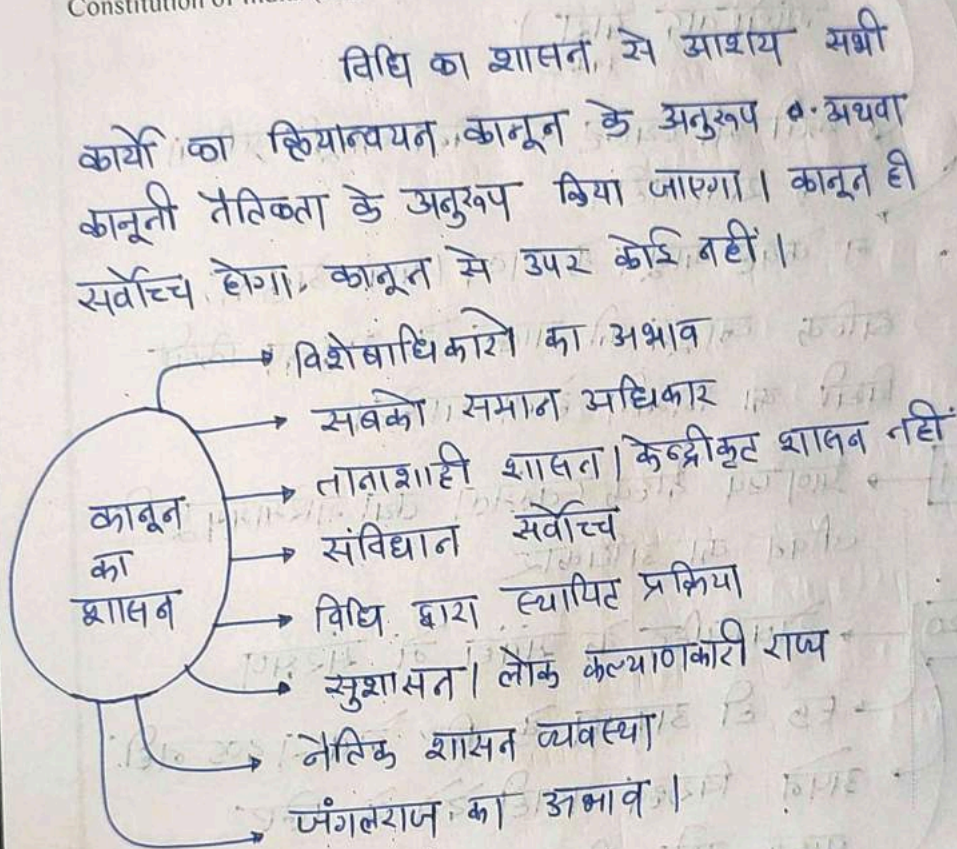 Constitution of
विधि का शासन, से आशय सभी
कार्यो का क्रियान्वयन कानून के अनुरूप अथवा
कानूनी नैतिकता के अनुरूप किया जाएगा। कानून ही
सर्वोच्च होगा, कानून से उपर कोई नहीं।
विशेषाधिकारो का अभाव
सबको समान अधिकार
तानाशाही शासन/केन्द्रीकृट शासन नहीं
कानून
का
शासन
संविधान सर्वोच्च
विधि द्वारा स्थापिट प्रक्रिया
सुशासन/लोक कल्याणकारी राज्य
नैतिक शासन व्यवस्था
जंगलराज का अभाव।